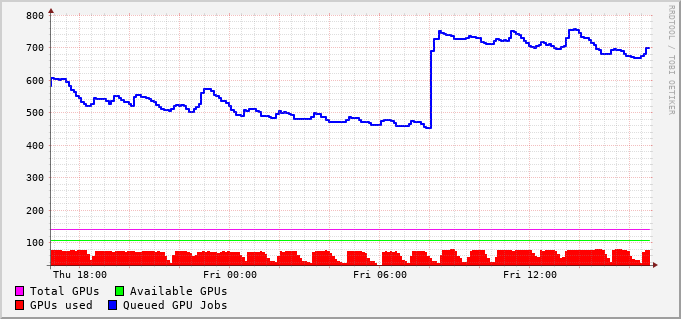 800
700
600
500
400
300
200
100
Thu 18:00 Fri 00:00 Fri 06:00 Fri 12:00
Total GPUs Available GPUs
GPUs used Queued GPU Jobs
RRDTOOL / TOBI OETIKER